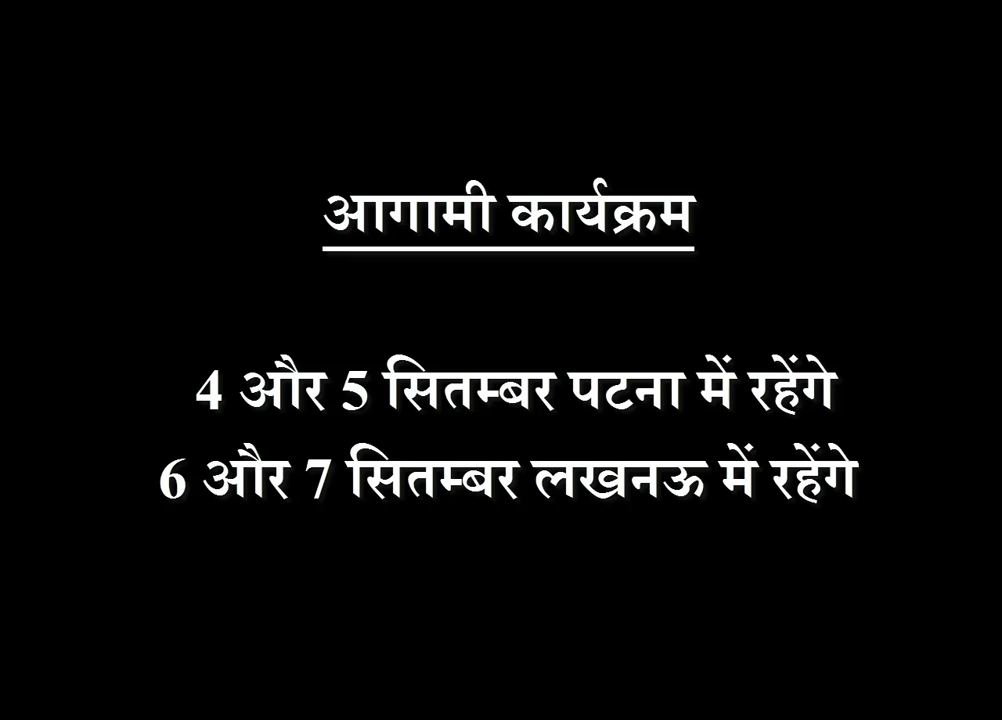 आगामी कार्यक्रम
4 और 5 सितम्बर पटना में रहेंगे
6 और 7 सितम्बर लखनऊ में रहेंगे